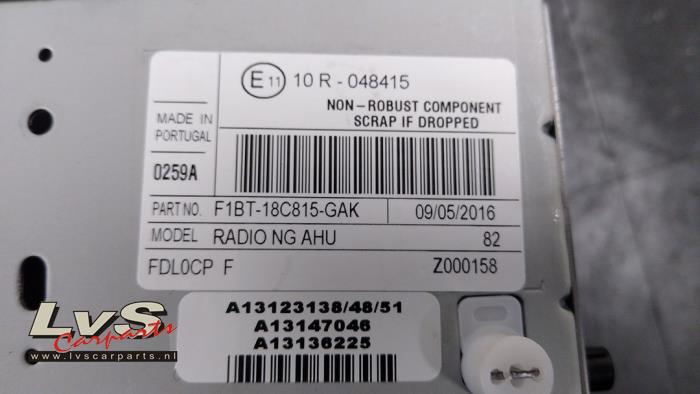 E11 10 R - 048415
NON-ROBUST COMPONENT
SCRAP IF DROPPED
MADE IN
PORTUGAL
0259A
PART NO. F1BT-18C815-GAK 09/05/2016
MODEL RADIO NG AHU 82
FDL0CP F Z000158
A13123138/48/51
A13147046
A13136225
LvS
Carparts
www.lvscarparts.nl